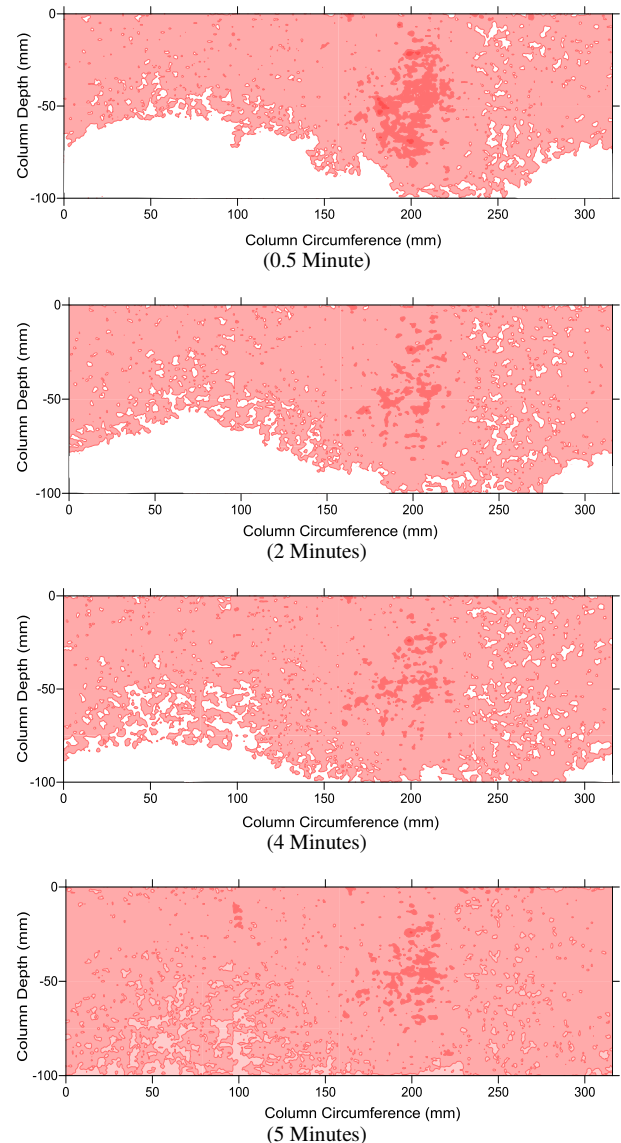 0
-50
-100
Column Depth (mm)
0 50 100 150 200 250 300
Column Circumference (mm)
(0.5 Minute)
0
-50
-100
Column Depth (mm)
0 50 100 150 200 250 300
Column Circumference (mm)
(2 Minutes)
0
-50
-100
Column Depth (mm)
0 50 100 150 200 250 300
Column Circumference (mm)
(4 Minutes)
0
-50
-100
Column Depth (mm)
0 50 100 150 200 250 300
Column Circumference (mm)
(5 Minutes)